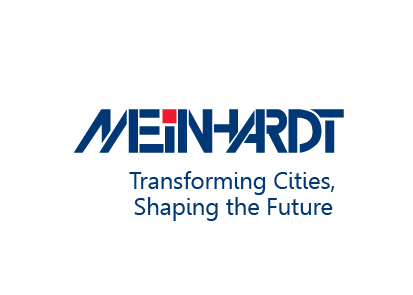 MEINHARDT
Transforming Cities,
Shaping the Future